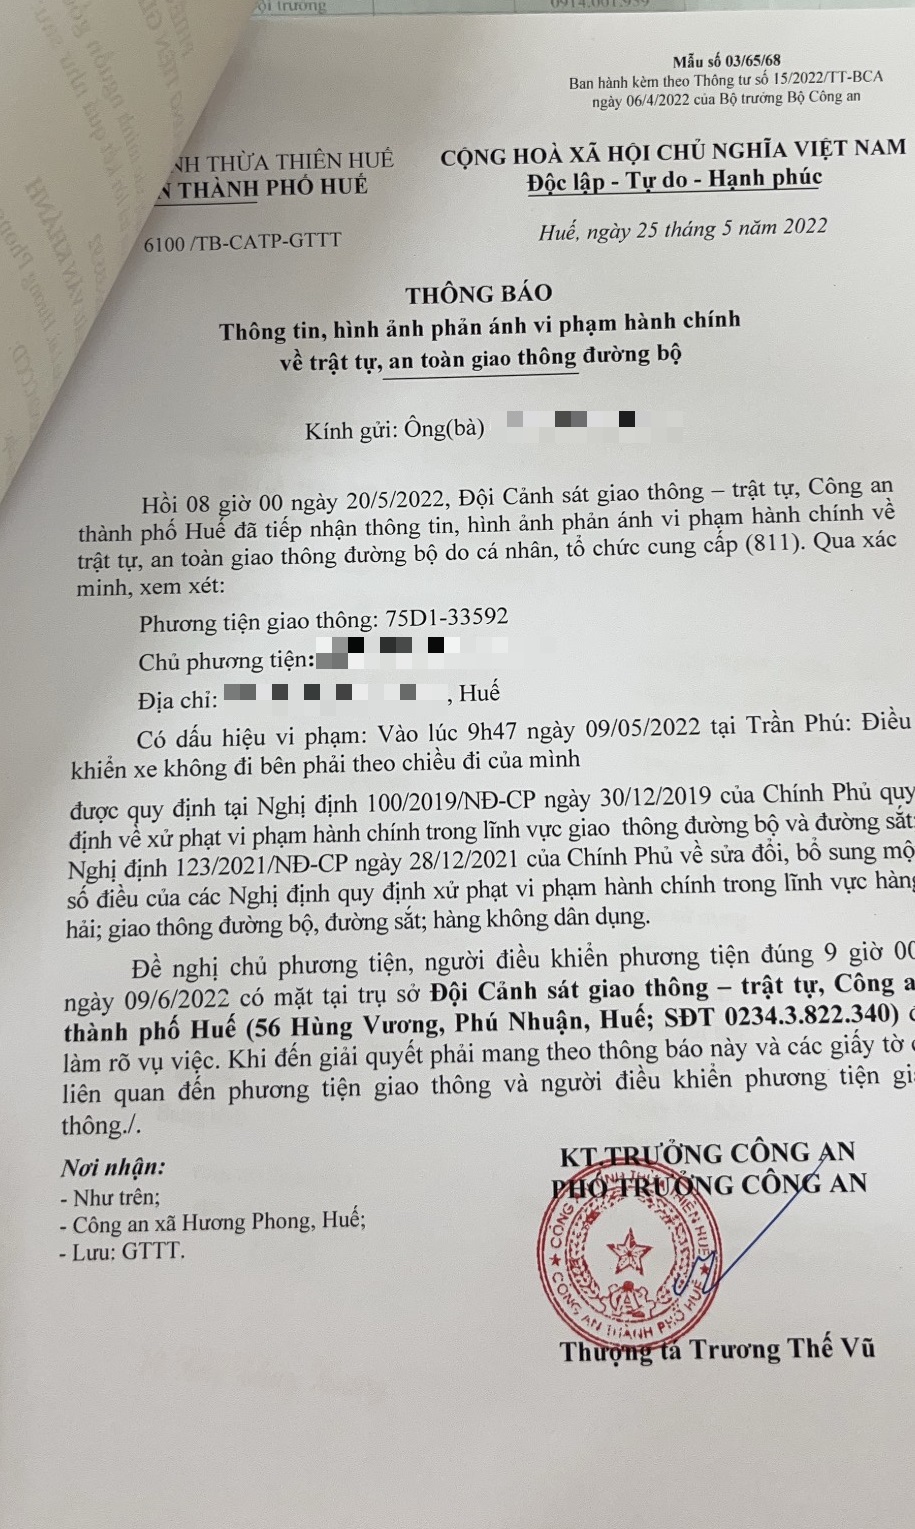 ội trường
0914.001.959
Mẫu số 03/65/68
Ban hành kèm theo Thông tư số 15/2022/TT-BCA
ngày 06/4/2022 của Bộ trưởng Bộ Công an
NH THỪA THIÊN HUẾ
N THÀNH PHỐ HUẾ
CỘNG HOÀ XÃ HỘI CHỦ NGHĨA VIỆT NAM
Độc lập - Tự do - Hạnh phúc
6100 /TB-CATP-GTTT
Huế, ngày 25 tháng 5 năm 2022
THÔNG BÁO
Thông tin, hình ảnh phản ánh vi phạm hành chính
về trật tự, an toàn giao thông đường bộ
Kính gửi: Ông(bà)
Hồi 08 giờ 00 ngày 20/5/2022, Đội Cảnh sát giao thông – trật tự, Công an
thành phố Huế đã tiếp nhận thông tin, hình ảnh phản ánh vi phạm hành chính về
trật tự, an toàn giao thông đường bộ do cá nhân, tổ chức cung cấp (811). Qua xác
minh, xem xét:
Phương tiện giao thông: 75D1-33592
Chủ phương tiện:
Địa chỉ: , Huế
Có dấu hiệu vi phạm: Vào lúc 9h47 ngày 09/05/2022 tại Trần Phú: Điều
khiển xe không đi bên phải theo chiều đi của mình
được quy định tại Nghị định 100/2019/NĐ-CP ngày 30/12/2019 của Chính Phủ quy
định về xử phạt vi phạm hành chính trong lĩnh vực giao thông đường bộ và đường sắt;
Nghị định 123/2021/NĐ-CP ngày 28/12/2021 của Chính Phủ về sửa đổi, bổ sung mộ
số điều của các Nghị định quy định xử phạt vi phạm hành chính trong lĩnh vực hàng
hải; giao thông đường bộ, đường sắt; hàng không dân dụng.
Đề nghị chủ phương tiện, người điều khiển phương tiện đúng 9 giờ 00
ngày 09/6/2022 có mặt tại trụ sở Đội Cảnh sát giao thông – trật tự, Công a
thành phố Huế (56 Hùng Vương, Phú Nhuận, Huế; SĐT 0234.3.822.340) đ
làm rõ vụ việc. Khi đến giải quyết phải mang theo thông báo này và các giấy tờ c
liên quan đến phương tiện giao thông và người điều khiển phương tiện gia
thông./.
Nơi nhận:
- Như trên;
- Công an xã Hương Phong, Huế;
- Lưu: GTTT.
KT.TRƯỞNG CÔNG AN
PHÓ TRƯỞNG CÔNG AN
CÔNG AN THÀNH PHỐ HUẾ
Thượng tá Trương Thế Vũ